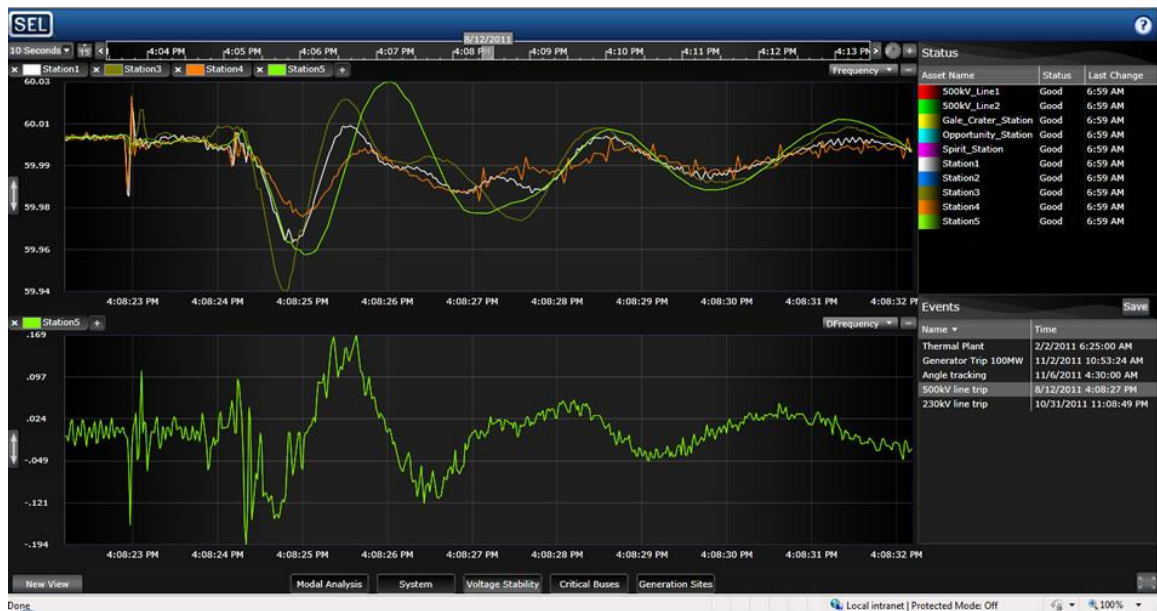 SEL
?
8/12/2011
10 Seconds 15 4:04 PM 4:05 PM 4:06 PM 4:07 PM 4:08 PM 4:09 PM 4:10 PM 4:11 PM 4:12 PM 4:13 PM
Station1 Station3 Station4 Station5 + Frequency
60.03
60.01
59.99
59.98
59.96
59.94
4:08:23 PM 4:08:24 PM 4:08:25 PM 4:08:26 PM 4:08:27 PM 4:08:28 PM 4:08:29 PM 4:08:30 PM 4:08:31 PM 4:08:32 PM
Station5 + DFrequency
.169
.097
.024
-.049
-.121
-.194
4:08:23 PM 4:08:24 PM 4:08:25 PM 4:08:26 PM 4:08:27 PM 4:08:28 PM 4:08:29 PM 4:08:30 PM 4:08:31 PM 4:08:32 PM
Status
Asset Name Status Last Change
500kV_Line1 Good 6:59 AM
500kV_Line2 Good 6:59 AM
Gale_Crater_Station Good 6:59 AM
Opportunity_Station Good 6:59 AM
Spirit_Station Good 6:59 AM
Station1 Good 6:59 AM
Station2 Good 6:59 AM
Station3 Good 6:59 AM
Station4 Good 6:59 AM
Station5 Good 6:59 AM
Events Save
Name Time
Thermal Plant 2/2/2011 6:25:00 AM
Generator Trip 100MW 11/2/2011 10:53:24 AM
Angle tracking 11/6/2011 4:30:00 AM
500kV line trip 8/12/2011 4:08:27 PM
230kV line trip 10/31/2011 11:08:49 PM
New View Modal Analysis System Voltage Stability Critical Buses Generation Sites
Done Local intranet | Protected Mode: Off 100%